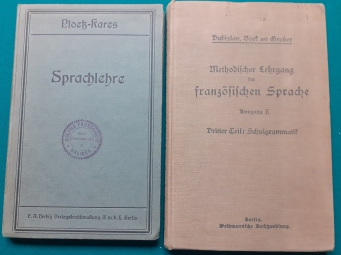 Ploetz-Kares
Sprachlehre
F. A. Herbig Verlagsbuchhandlung, G.m.b.H. Berlin
Dubislav, Boek und Gruber
Methodischer Lehrgang
der
französischen Sprache
Ausgabe
Dritter Teil: Schulgrammatik
Berlin
Weidmannsche Buchhandlung.